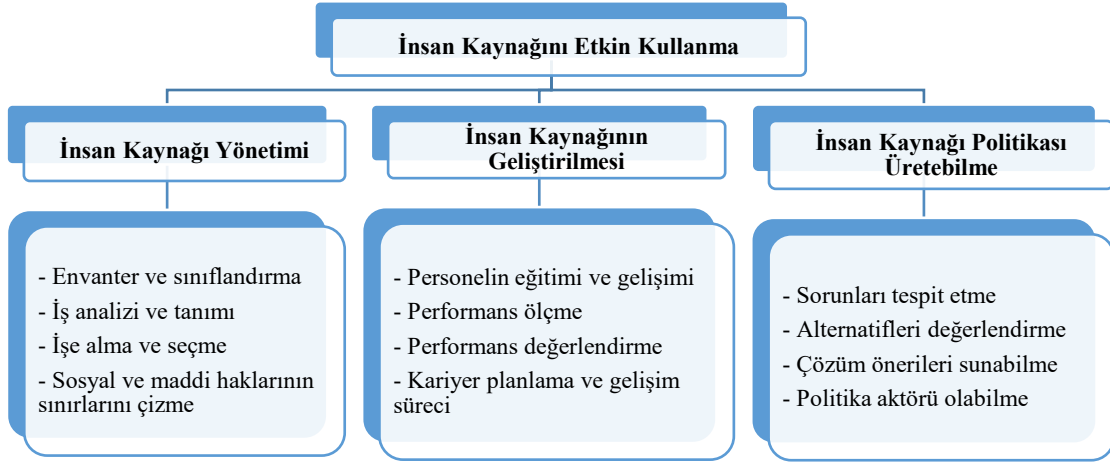 İnsan Kaynağını Etkin Kullanma
İnsan Kaynağı Yönetimi
- Envanter ve sınıflandırma
- İş analizi ve tanımı
- İşe alma ve seçme
- Sosyal ve maddi haklarının
sınırlarını çizme
İnsan Kaynağının
Geliştirilmesi
- Personelin eğitimi ve gelişimi
- Performans ölçme
- Performans değerlendirme
- Kariyer planlama ve gelişim
süreci
İnsan Kaynağı Politikası
Üretebilme
- Sorunları tespit etme
- Alternatifleri değerlendirme
- Çözüm önerileri sunabilme
- Politika aktörü olabilme